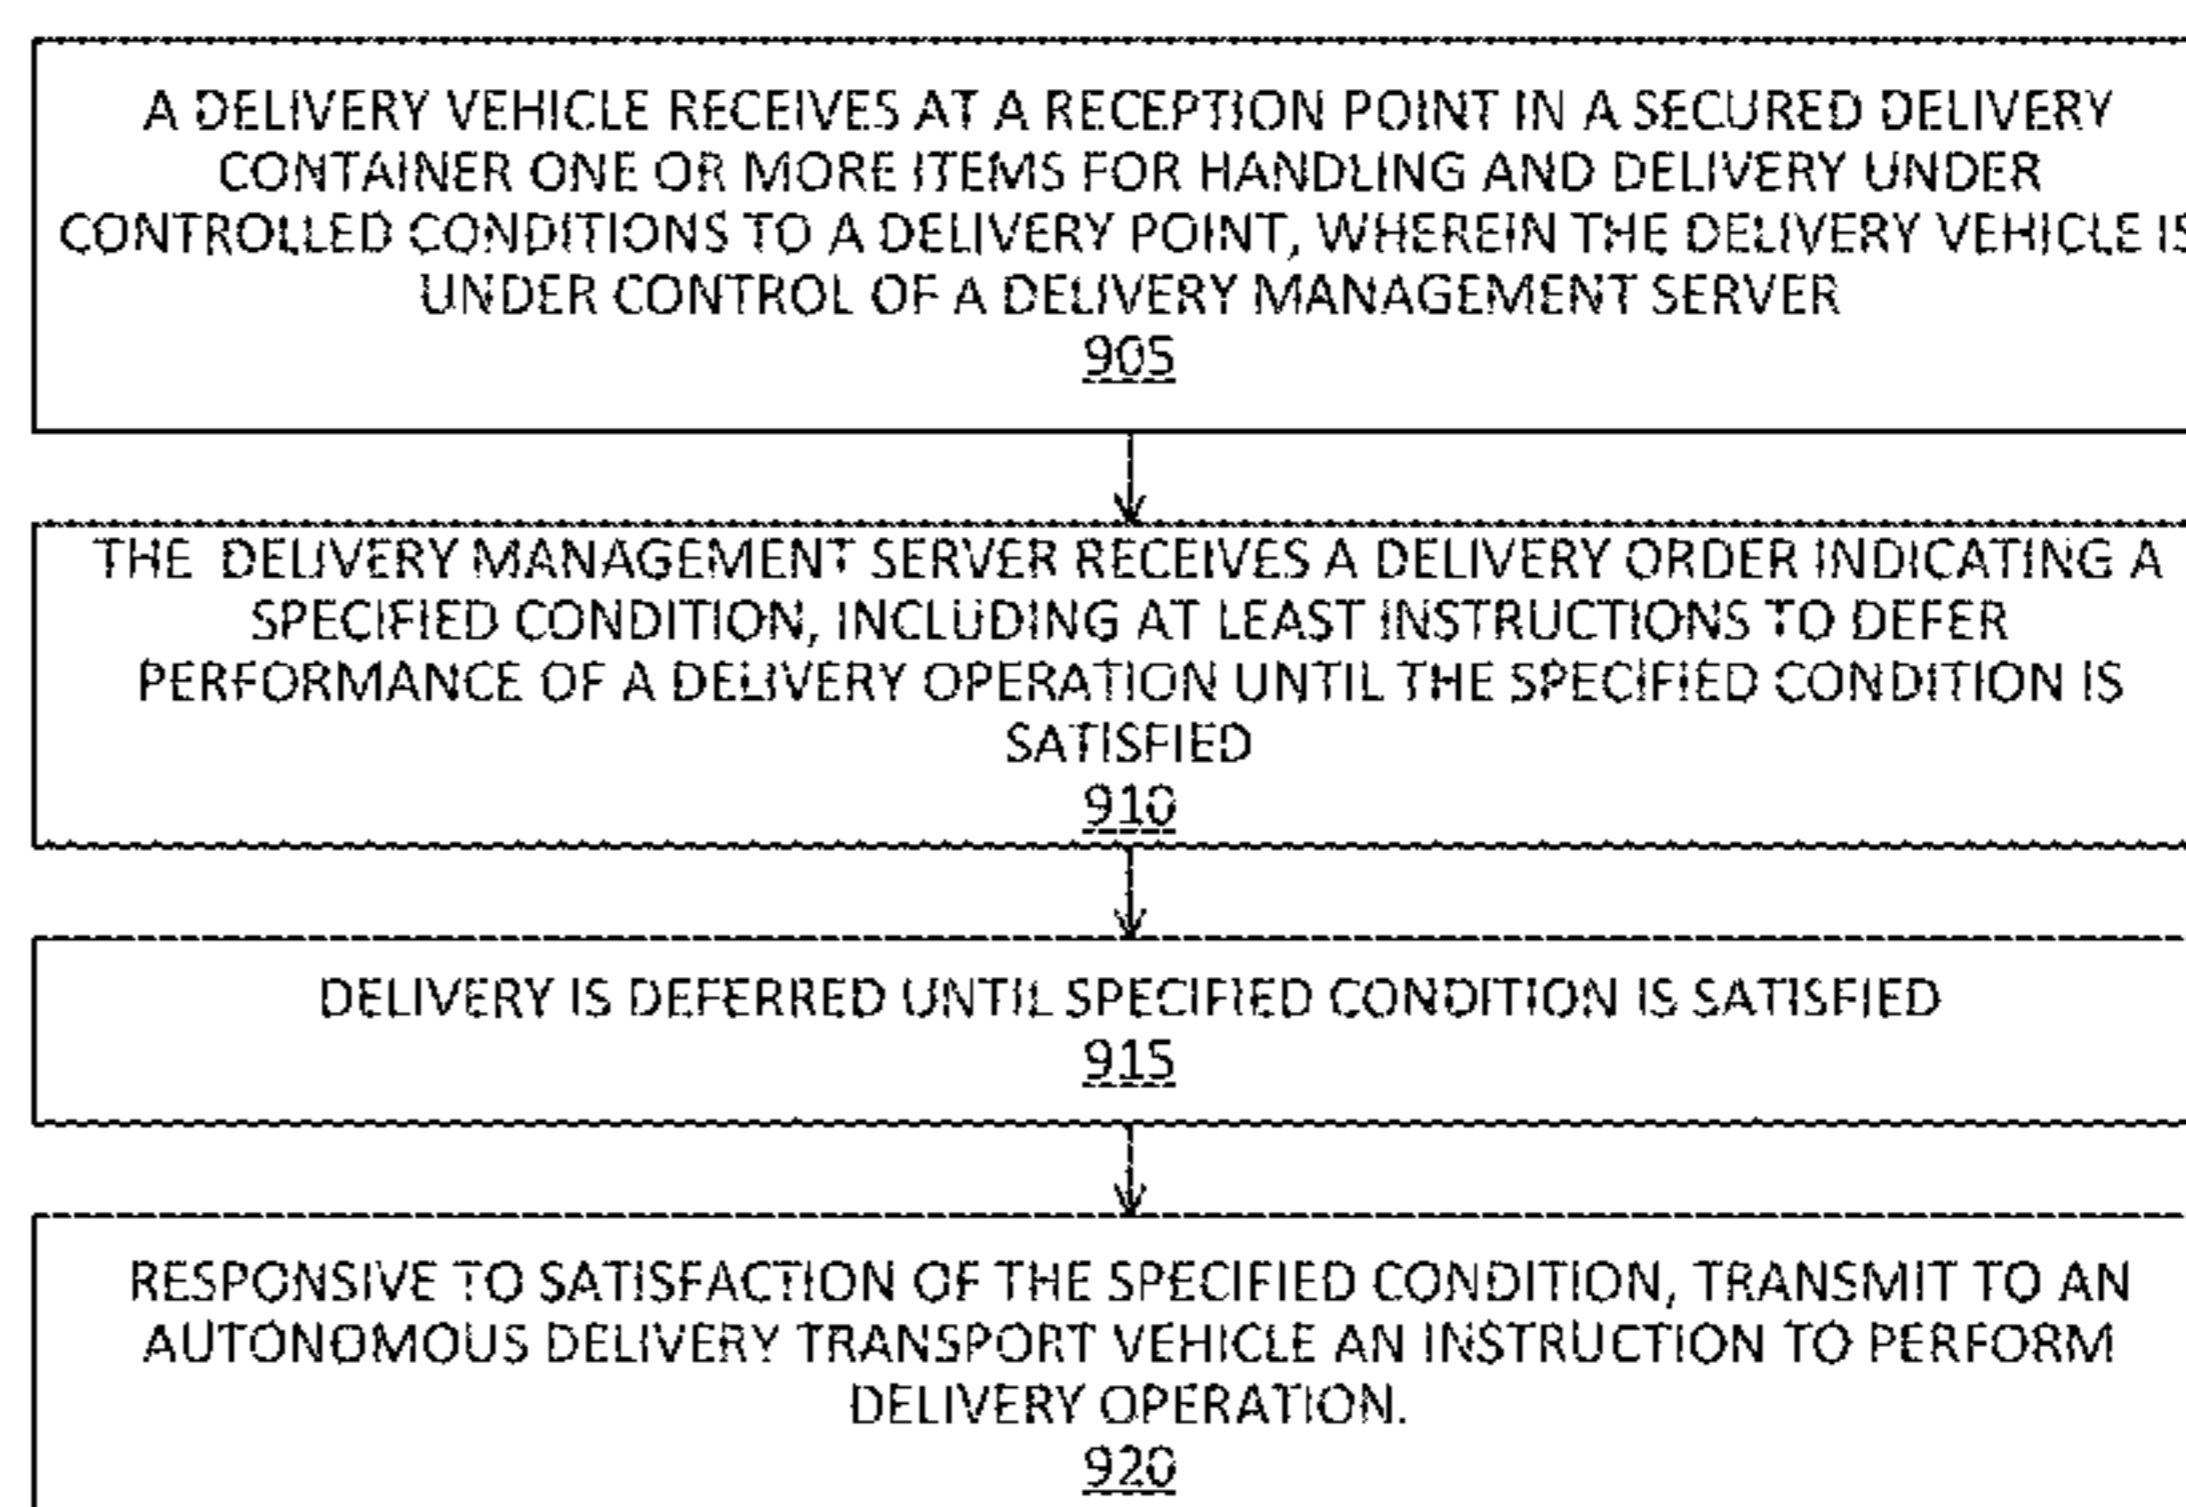 A DELIVERY VEHICLE RECEIVES AT A RECEPTION POINT IN A SECURED DELIVERY
CONTAINER ONE OR MORE ITEMS FOR HANDLING AND DELIVERY UNDER
CONTROLLED CONDITIONS TO A DELIVERY POINT, WHEREIN THE DELIVERY VEHICLE IS
UNDER CONTROL OF A DELIVERY MANAGEMENT SERVER
905
THE DELIVERY MANAGEMENT SERVER RECEIVES A DELIVERY ORDER INDICATING A
SPECIFIED CONDITION, INCLUDING AT LEAST INSTRUCTIONS TO DEFER
PERFORMANCE OF A DELIVERY OPERATION UNTIL THE SPECIFIED CONDITION IS
SATISFIED
910
DELIVERY IS DEFERRED UNTIL SPECIFIED CONDITION IS SATISFIED
915
RESPONSIVE TO SATISFACTION OF THE SPECIFIED CONDITION, TRANSMIT TO AN
AUTONOMOUS DELIVERY TRANSPORT VEHICLE AN INSTRUCTION TO PERFORM
DELIVERY OPERATION.
920